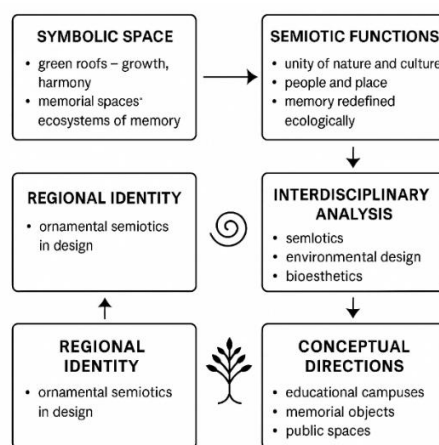 SYMBOLIC SPACE
• green roofs – growth,
harmony
• memorial spaces:
ecosystems of memory
SEMIOTIC FUNCTIONS
• unity of nature and culture
• people and place
• memory redefined
ecologically
REGIONAL IDENTITY
• ornamental semiotics
in design
INTERDISCIPLINARY
ANALYSIS
• semlotics
• environmental design
• bioesthetics
REGIONAL
IDENTITY
• ornamental semiotics
in design
CONCEPTUAL
DIRECTIONS
• educational campuses
• memorial objects
• public spaces